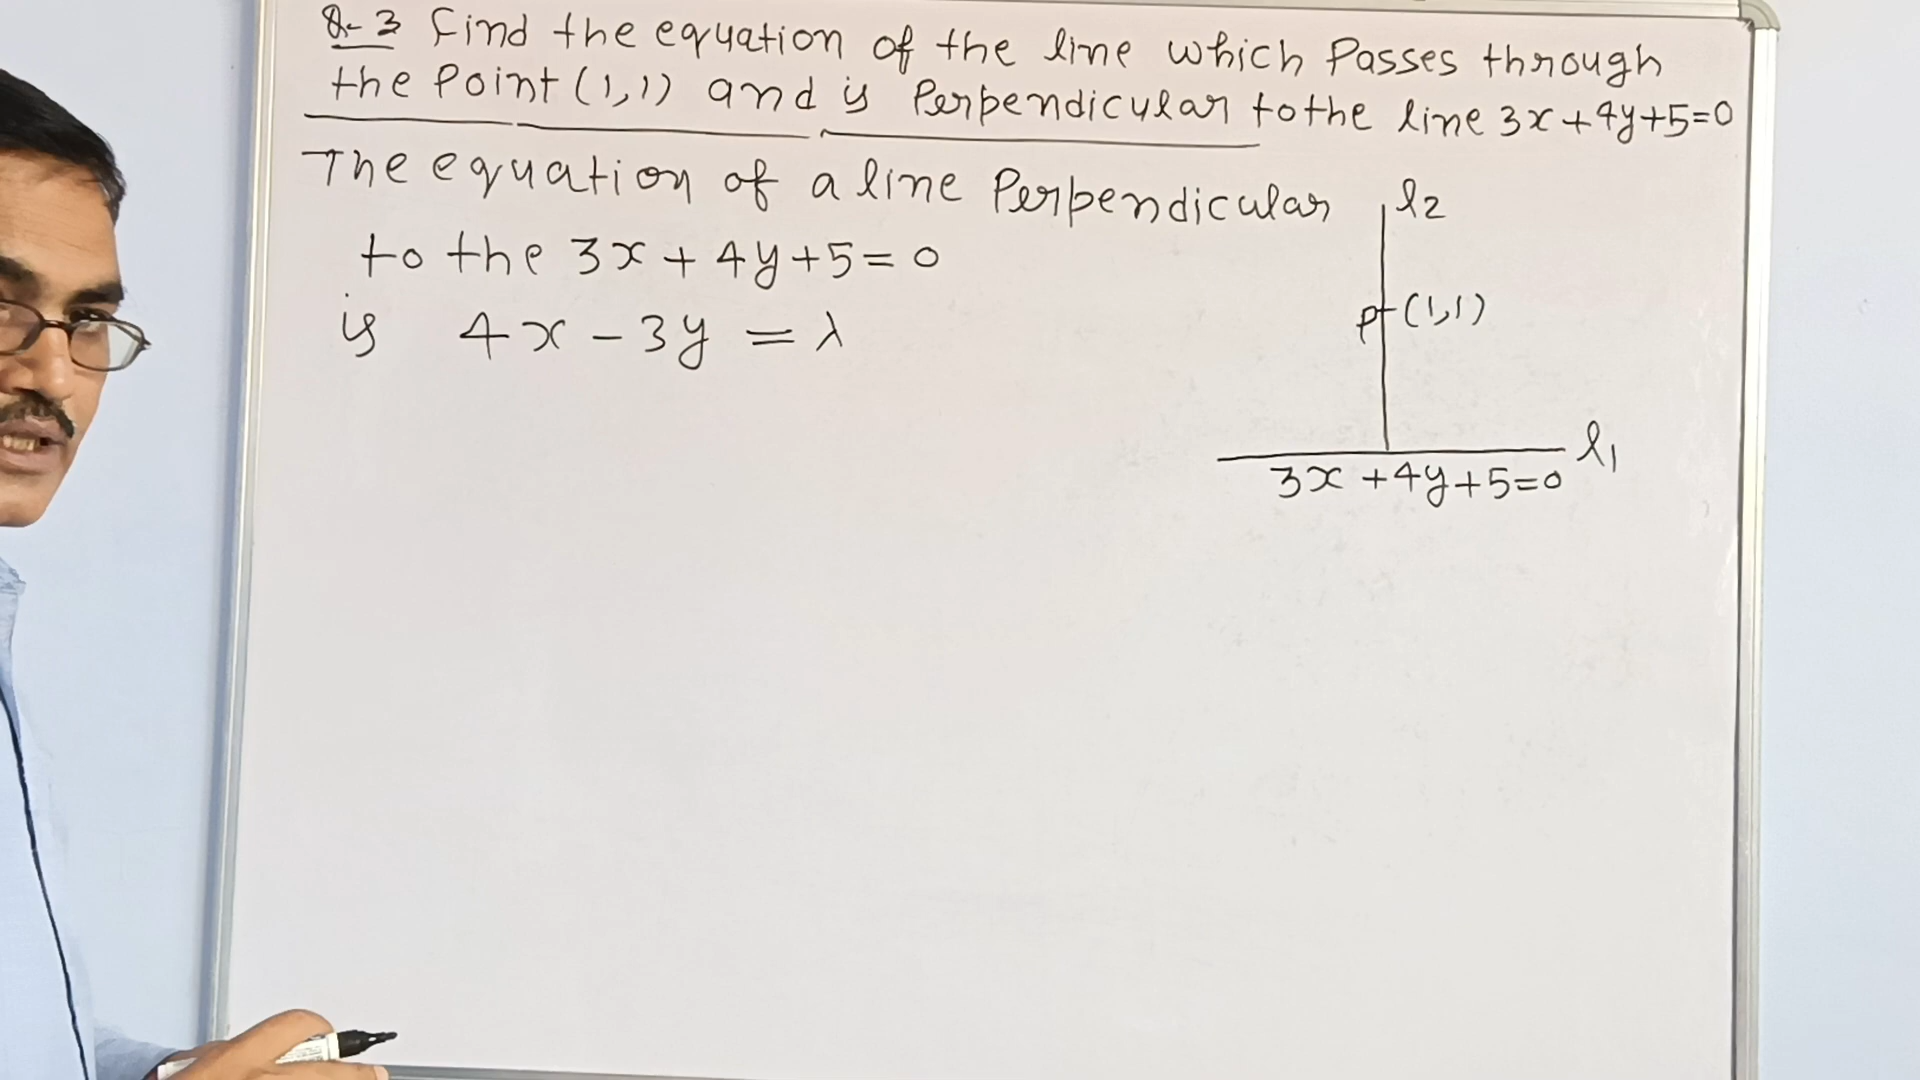 Q-3 Find the equation of the line which Passes through
the Point (1,1) and is Perpendicular to the line 3x+4y+5=0
The equation of a line Perpendicular
to the 3x+4y+5=0
is 4x-3y=λ
l2
P (1,1)
l1
3x+4y+5=0